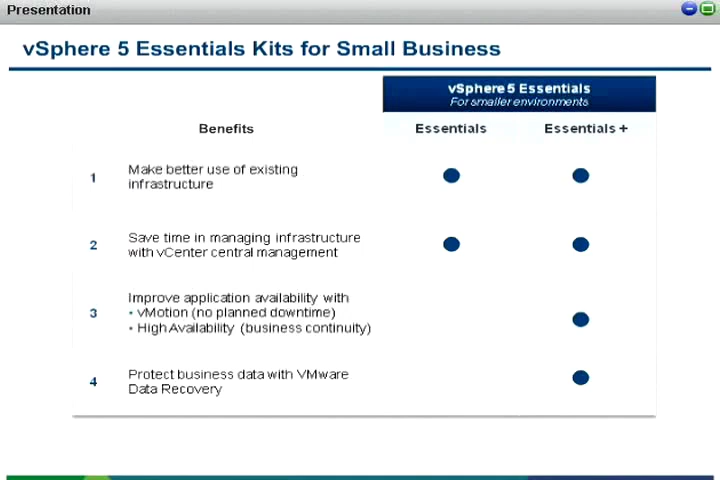 Presentation
vSphere 5 Essentials Kits for Small Business
vSphere 5 Essentials
For smaller environments
Benefits
Essentials
Essentials +
1
Make better use of existing
infrastructure
2
Save time in managing infrastructure
with vCenter central management
3
Improve application availability with
• vMotion (no planned downtime)
• High Availability (business continuity)
4
Protect business data with VMware
Data Recovery